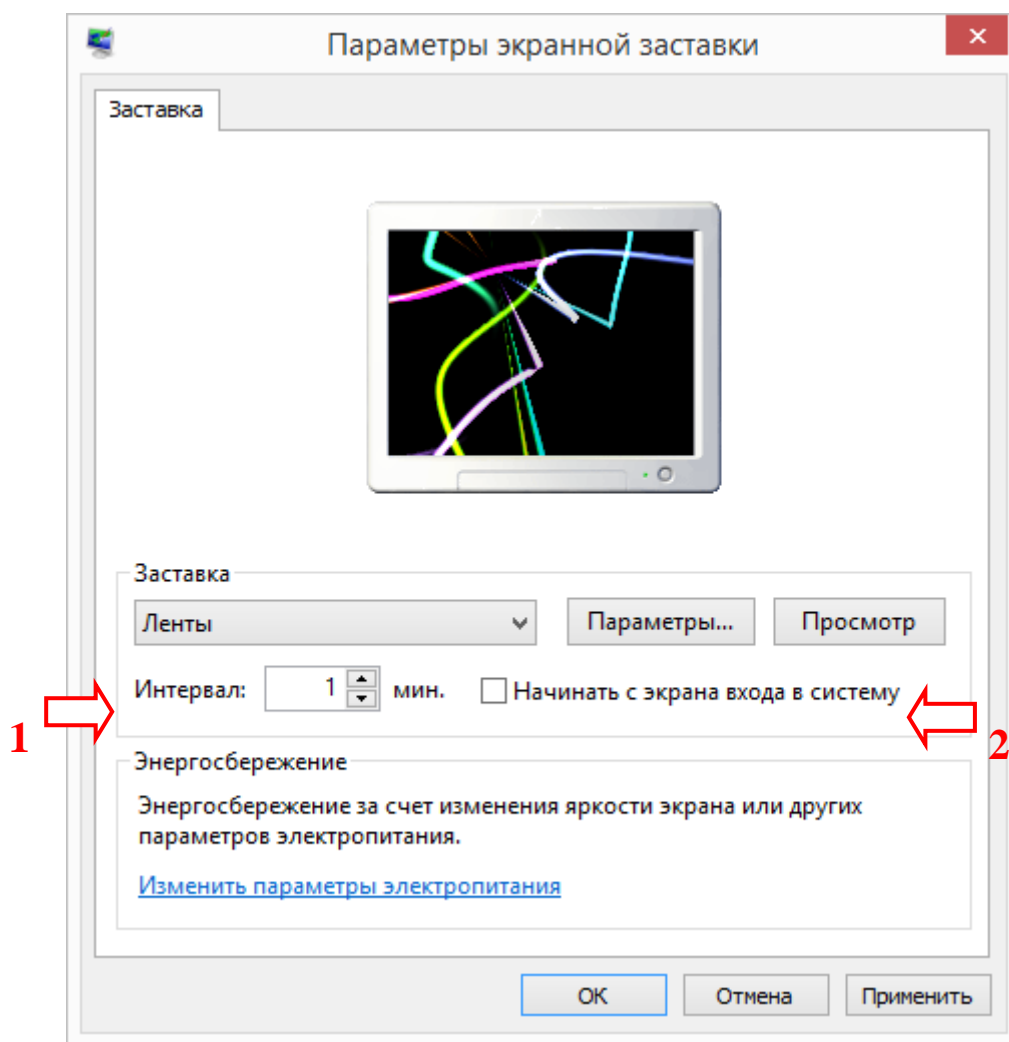 Параметры экранной заставки
Заставка
Заставка
Ленты Параметры... Просмотр
Интервал: 1 мин. Начинать с экрана входа в систему
1
2
Энергосбережение
Энергосбережение за счет изменения яркости экрана или других
параметров электропитания.
Изменить параметры электропитания
ОК Отмена Применить